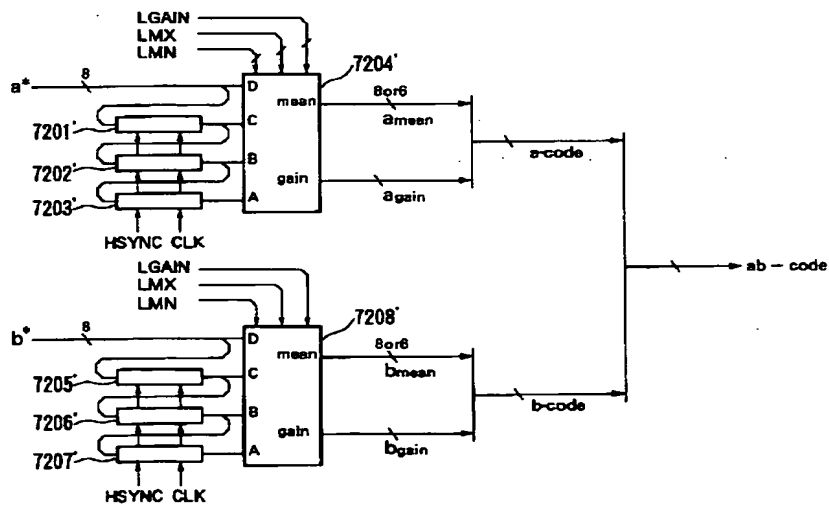 LGAIN
LMX
LMN
7204'
a*
8
D
mean
8or6
amean
7201'
C
7202'
B
a-code
gain
again
7203'
A
HSYNC CLK
ab-code
LGAIN
LMX
LMN
7208'
b*
8
D
mean
8or6
bmean
7205'
C
7206'
B
b-code
gain
bgain
7207'
A
HSYNC CLK